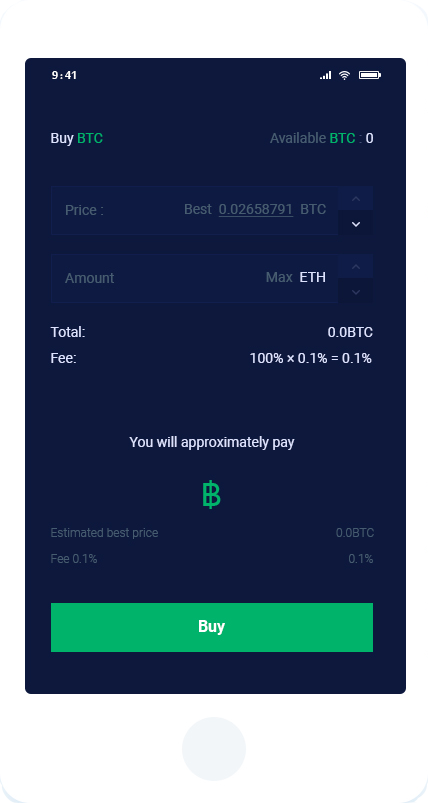 9:41
Buy BTC Available BTC : 0
Price : Best 0.02658791 BTC
Amount Max ETH
Total: 0.0BTC
Fee: 100% × 0.1% = 0.1%
You will approximately pay
฿
Estimated best price 0.0BTC
Fee 0.1% 0.1%
Buy